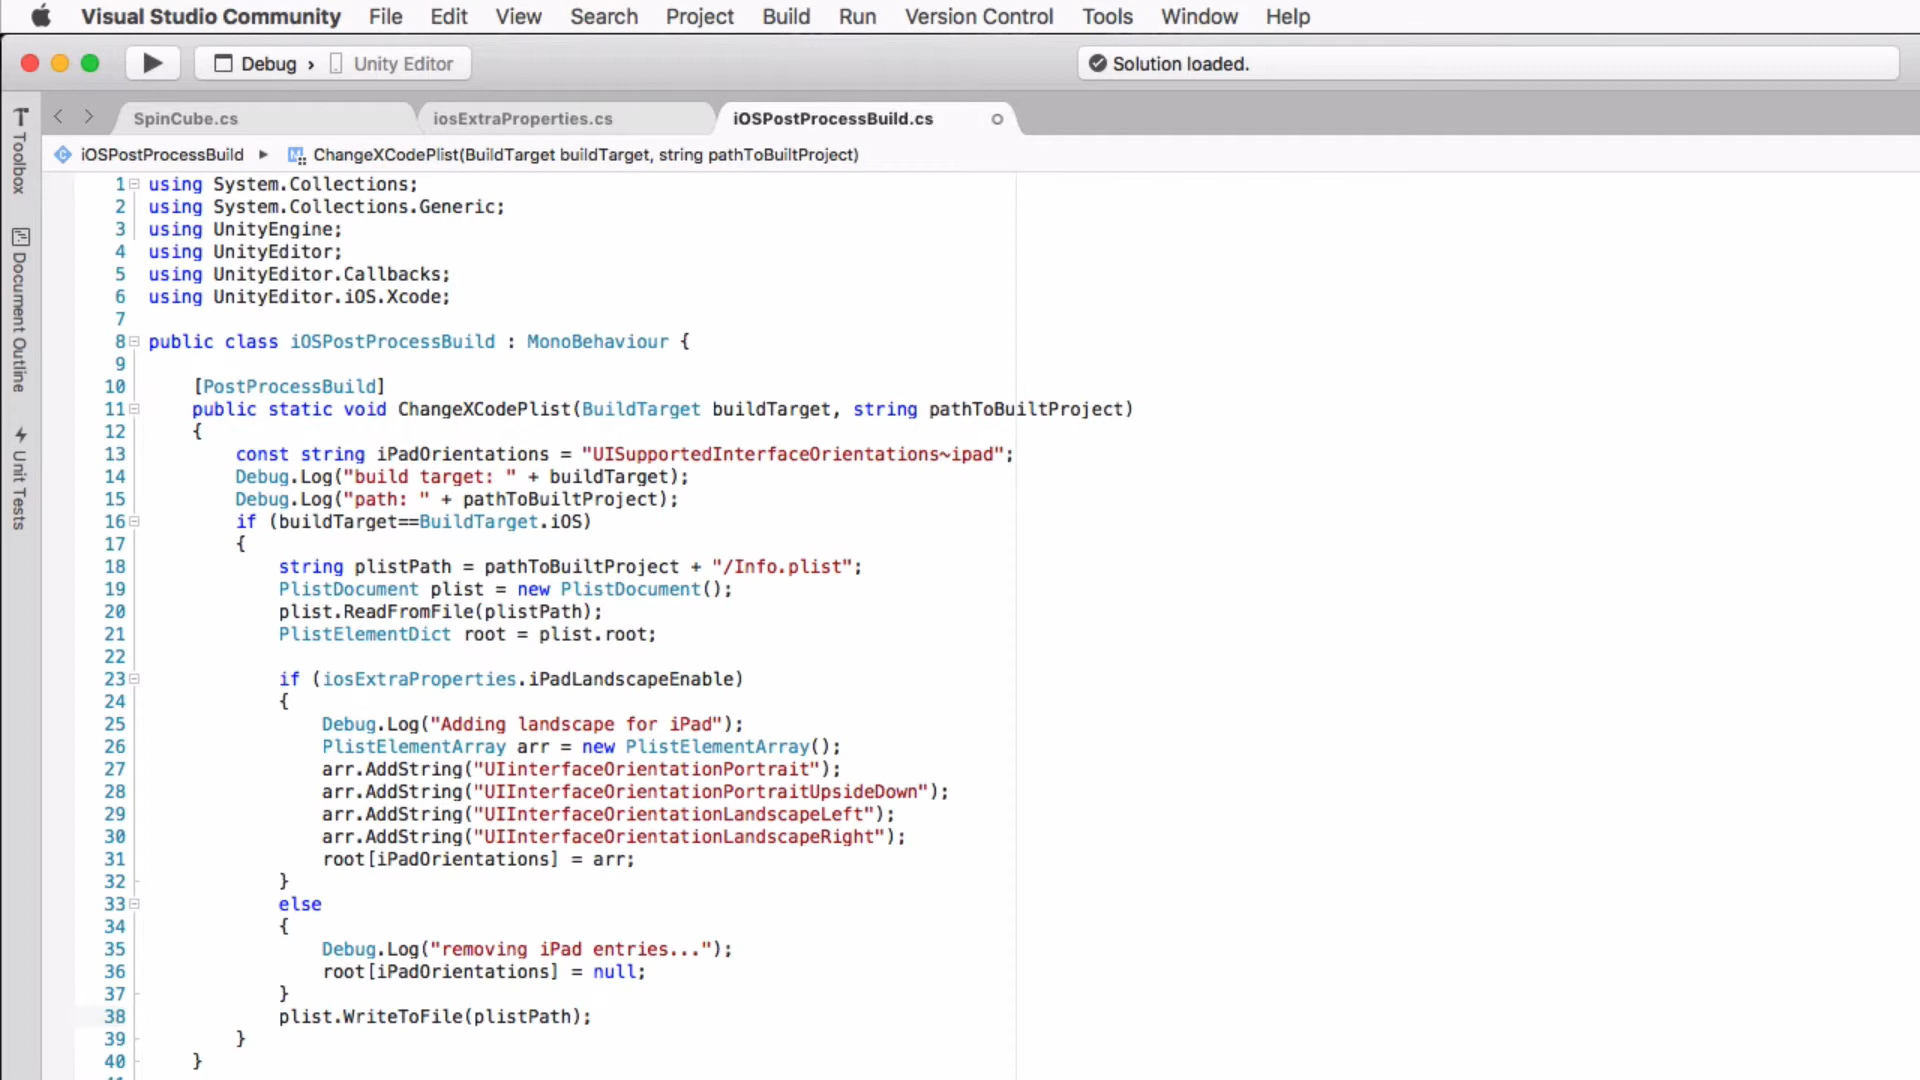 Visual Studio Community File Edit View Search Project Build Run Version Control Tools Window Help
Debug › Unity Editor
Solution loaded.
SpinCube.cs iosExtraProperties.cs iOSPostProcessBuild.cs
iOSPostProcessBuild ▶ ChangeXCodePlist(BuildTarget buildTarget, string pathToBuiltProject)
Toolbox
Document Outline
Unit Tests
1 using System.Collections;
2 using System.Collections.Generic;
3 using UnityEngine;
4 using UnityEditor;
5 using UnityEditor.Callbacks;
6 using UnityEditor.iOS.Xcode;
7
8 public class iOSPostProcessBuild : MonoBehaviour {
9
10 [PostProcessBuild]
11 public static void ChangeXCodePlist(BuildTarget buildTarget, string pathToBuiltProject)
12 {
13 const string iPadOrientations = "UISupportedInterfaceOrientations~ipad";
14 Debug.Log("build target: " + buildTarget);
15 Debug.Log("path: " + pathToBuiltProject);
16 if (buildTarget==BuildTarget.iOS)
17 {
18 string plistPath = pathToBuiltProject + "/Info.plist";
19 PlistDocument plist = new PlistDocument();
20 plist.ReadFromFile(plistPath);
21 PlistElementDict root = plist.root;
22
23 if (iosExtraProperties.iPadLandscapeEnable)
24 {
25 Debug.Log("Adding landscape for iPad");
26 PlistElementArray arr = new PlistElementArray();
27 arr.AddString("UIinterfaceOrientationPortrait");
28 arr.AddString("UIInterfaceOrientationPortraitUpsideDown");
29 arr.AddString("UIInterfaceOrientationLandscapeLeft");
30 arr.AddString("UIInterfaceOrientationLandscapeRight");
31 root[iPadOrientations] = arr;
32 }
33 else
34 {
35 Debug.Log("removing iPad entries...");
36 root[iPadOrientations] = null;
37 }
38 plist.WriteToFile(plistPath);
39 }
40 }